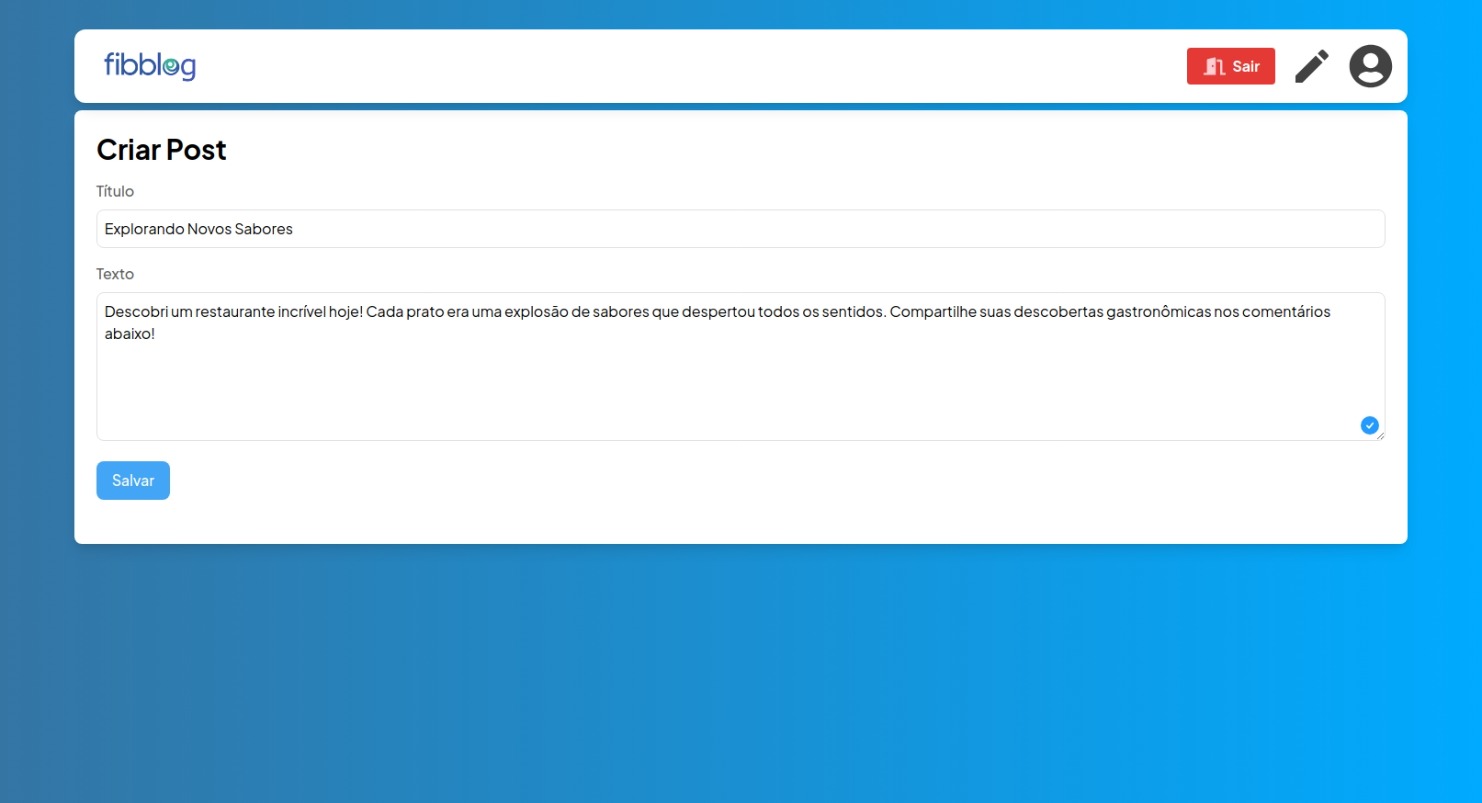 fibblog
Sair
Criar Post
Título
Explorando Novos Sabores
Texto
Descobri um restaurante incrível hoje! Cada prato era uma explosão de sabores que despertou todos os sentidos. Compartilhe suas descobertas gastronômicas nos comentários
abaixo!
Salvar